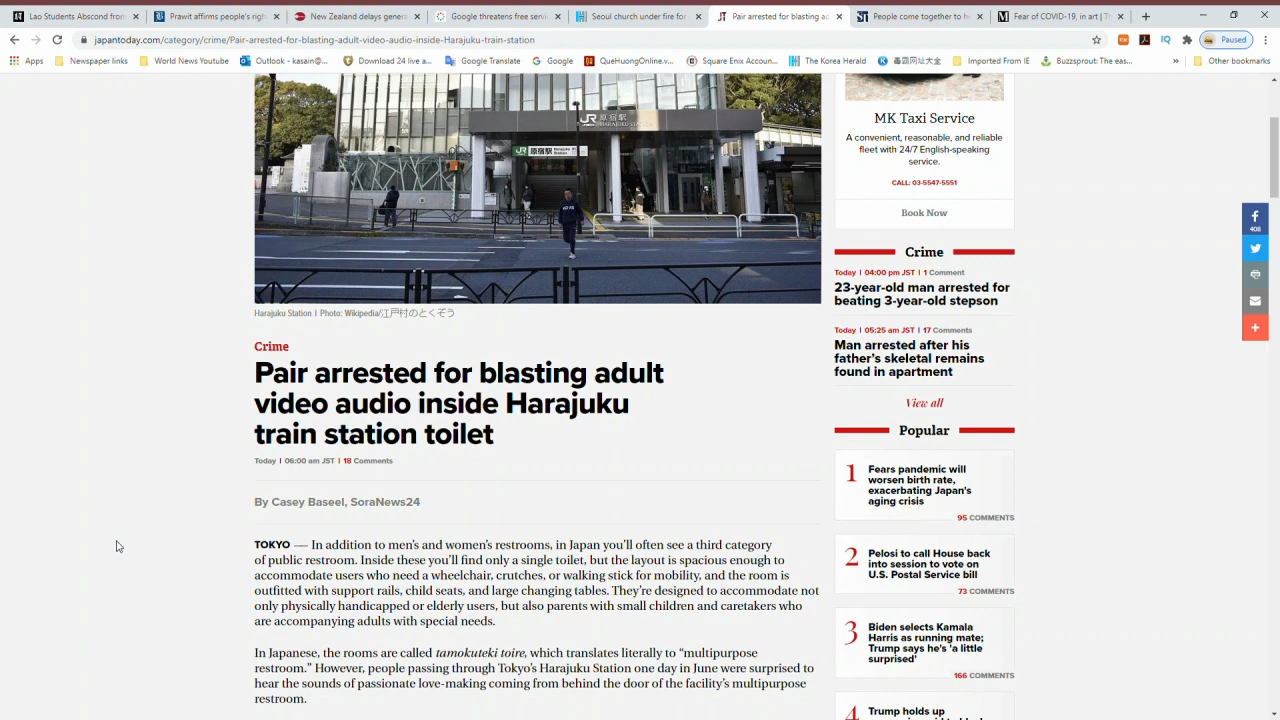 Lao Students Abscond from
Prawit affirms people's rig
New Zealand delays genera
Google threatens free servi
Seoul church under fire for
Pair arrested for blasting ad
People come together to h
Fear of COVID-19, in art | Th
japantoday.com/category/crime/Pair-arrested-for-blasting-adult-video-audio-inside-Harajuku-train-station
Paused
Apps
Newspaper links
World News Youtube
Outlook - kasain@...
Download 24 live a...
Google Translate
Google
QueHuongOnline.v...
Square Enix Accoun...
The Korea Herald
Imported From IE
Buzzsprout: The eas...
»
Other bookmarks
JR 原宿駅
JR 原宿駅
Harajuku Station | Photo: Wikipedia/江戸村のとくぞう
Crime
Pair arrested for blasting adult
video audio inside Harajuku
train station toilet
Today | 06:00 am JST | 18 Comments
By Casey Baseel, SoraNews24
TOKYO — In addition to men's and women's restrooms, in Japan you'll often see a third category
of public restroom. Inside these you'll find only a single toilet, but the layout is spacious enough to
accommodate users who need a wheelchair, crutches, or walking stick for mobility, and the room is
outfitted with support rails, child seats, and large changing tables. They're designed to accommodate not
only physically handicapped or elderly users, but also parents with small children and caretakers who
are accompanying adults with special needs.
In Japanese, the rooms are called tamokuteki toire, which translates literally to “multipurpose
restroom.” However, people passing through Tokyo's Harajuku Station one day in June were surprised to
hear the sounds of passionate love-making coming from behind the door of the facility's multipurpose
restroom.
MK Taxi Service
A convenient, reasonable, and reliable
fleet with 24/7 English-speaking
service.
CALL: 03-5547-5551
Book Now
Crime
Today | 04:00 pm JST | 1 Comment
23-year-old man arrested for
beating 3-year-old stepson
Today | 05:25 am JST | 17 Comments
Man arrested after his
father's skeletal remains
found in apartment
View all
Popular
1
Fears pandemic will
worsen birth rate,
exacerbating Japan's
aging crisis
95 COMMENTS
2
Pelosi to call House back
into session to vote on
U.S. Postal Service bill
73 COMMENTS
3
Biden selects Kamala
Harris as running mate;
Trump says he's 'a little
surprised'
166 COMMENTS
4
Trump holds up
408